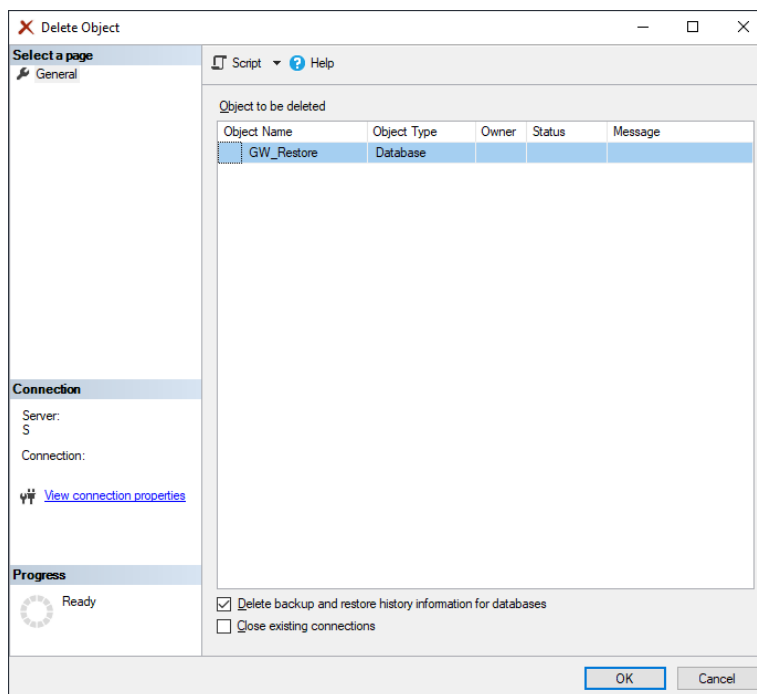 Delete Object
Select a page
General
Script
Help
Object to be deleted
Object Name Object Type Owner Status Message
GW_Restore Database
Connection
Server:
S
Connection:
View connection properties
Progress
Ready
Delete backup and restore history information for databases
Close existing connections
OK Cancel